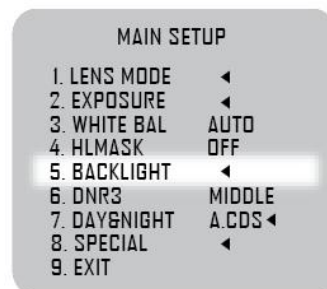 MAIN SETUP
1. LENS MODE ◄
2. EXPOSURE ◄
3. WHITE BAL AUTO
4. HLMASK OFF
5. BACKLIGHT ◄
6. DNR3 MIDDLE
7. DAY&NIGHT A.CDS◄
8. SPECIAL ◄
9. EXIT